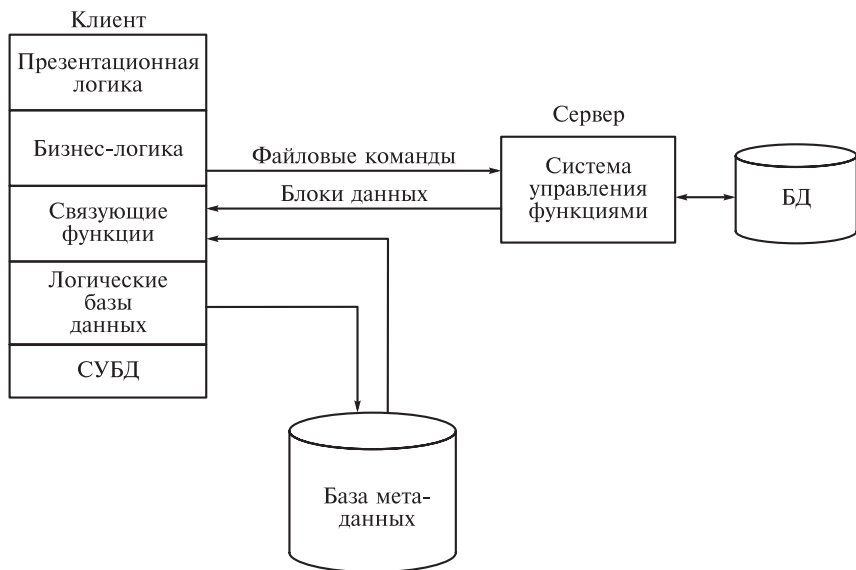 Клиент
Презентационная
логика
Бизнес-логика
Связующие
функции
Логические
базы
данных
СУБД
Файловые команды
Блоки данных
Сервер
Система
управления
функциями
БД
База мета-
данных